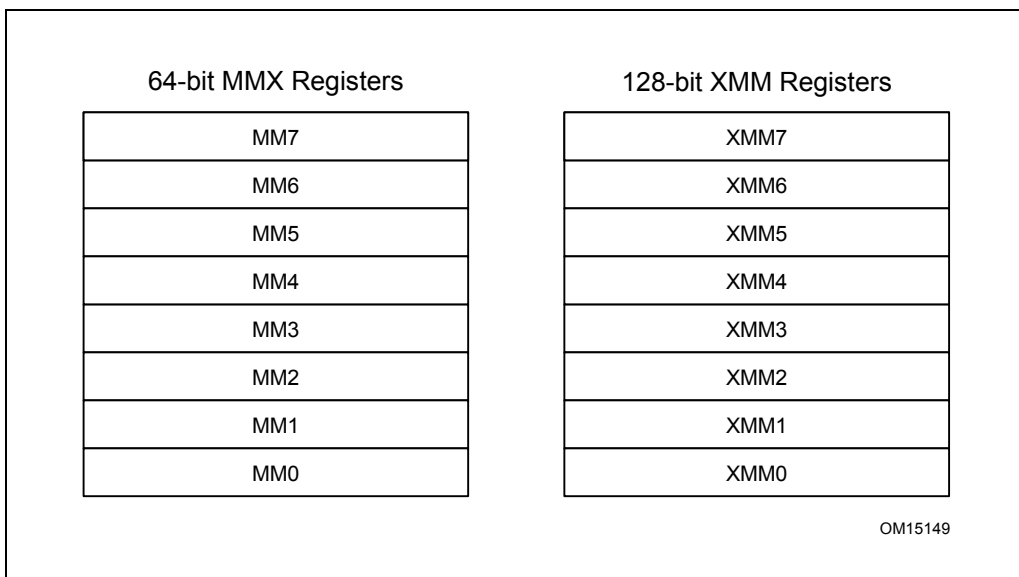 64-bit MMX Registers
MM7
MM6
MM5
MM4
MM3
MM2
MM1
MM0
128-bit XMM Registers
XMM7
XMM6
XMM5
XMM4
XMM3
XMM2
XMM1
XMM0
OM15149